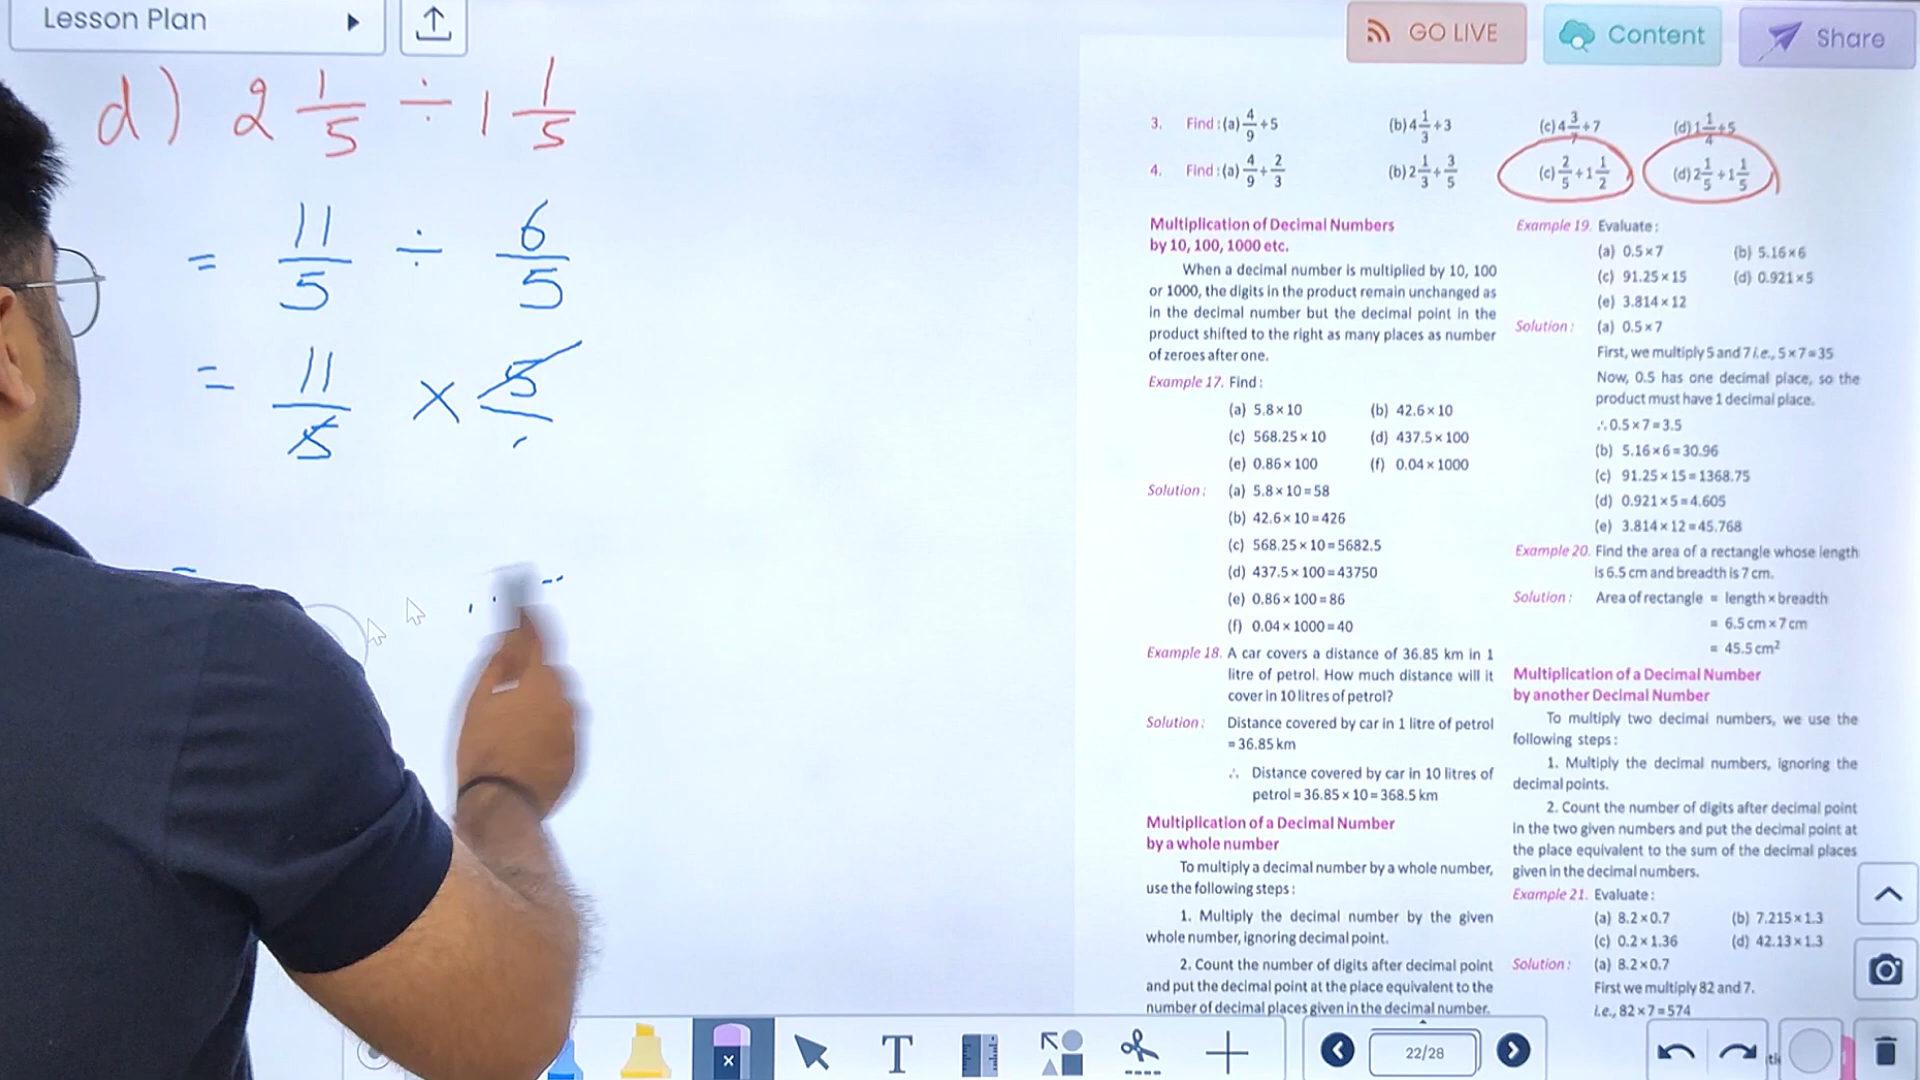 Lesson Plan
GO LIVE
Content
Share
d) 2 1/5 ÷ 1 1/5
= 11/5 ÷ 6/5
= 11/5 × 5/
=
3. Find : (a) 4/9 ÷ 5 (b) 4 1/3 ÷ 3 (c) 4 3/7 ÷ 7 (d) 1 1/4 ÷ 5
4. Find : (a) 4/9 ÷ 2/3 (b) 2 1/3 ÷ 3/5 (c) 2/5 ÷ 1 1/2 (d) 2 1/5 ÷ 1 1/5
Multiplication of Decimal Numbers
by 10, 100, 1000 etc.
When a decimal number is multiplied by 10, 100
or 1000, the digits in the product remain unchanged as
in the decimal number but the decimal point in the
product shifted to the right as many places as number
of zeroes after one.
Example 17. Find :
(a) 5.8 × 10 (b) 42.6 × 10
(c) 568.25 × 10 (d) 437.5 × 100
(e) 0.86 × 100 (f) 0.04 × 1000
Solution : (a) 5.8 × 10 = 58
(b) 42.6 × 10 = 426
(c) 568.25 × 10 = 5682.5
(d) 437.5 × 100 = 43750
(e) 0.86 × 100 = 86
(f) 0.04 × 1000 = 40
Example 18. A car covers a distance of 36.85 km in 1
litre of petrol. How much distance will it
cover in 10 litres of petrol?
Solution : Distance covered by car in 1 litre of petrol
= 36.85 km
∴ Distance covered by car in 10 litres of
petrol = 36.85 × 10 = 368.5 km
Multiplication of a Decimal Number
by a whole number
To multiply a decimal number by a whole number,
use the following steps :
1. Multiply the decimal number by the given
whole number, ignoring decimal point.
2. Count the number of digits after decimal point
and put the decimal point at the place equivalent to the
number of decimal places given in the decimal number.
Example 19. Evaluate :
(a) 0.5 × 7 (b) 5.16 × 6
(c) 91.25 × 15 (d) 0.921 × 5
(e) 3.814 × 12
Solution : (a) 0.5 × 7
First, we multiply 5 and 7 i.e., 5 × 7 = 35
Now, 0.5 has one decimal place, so the
product must have 1 decimal place.
∴ 0.5 × 7 = 3.5
(b) 5.16 × 6 = 30.96
(c) 91.25 × 15 = 1368.75
(d) 0.921 × 5 = 4.605
(e) 3.814 × 12 = 45.768
Example 20. Find the area of a rectangle whose length
is 6.5 cm and breadth is 7 cm.
Solution : Area of rectangle = length × breadth
= 6.5 cm × 7 cm
= 45.5 cm²
Multiplication of a Decimal Number
by another Decimal Number
To multiply two decimal numbers, we use the
following steps :
1. Multiply the decimal numbers, ignoring the
decimal points.
2. Count the number of digits after decimal point
in the two given numbers and put the decimal point at
the place equivalent to the sum of the decimal places
given in the decimal numbers.
Example 21. Evaluate :
(a) 8.2 × 0.7 (b) 7.215 × 1.3
(c) 0.2 × 1.36 (d) 42.13 × 1.3
Solution : (a) 8.2 × 0.7
First we multiply 82 and 7.
i.e., 82 × 7 = 574
T
22/28